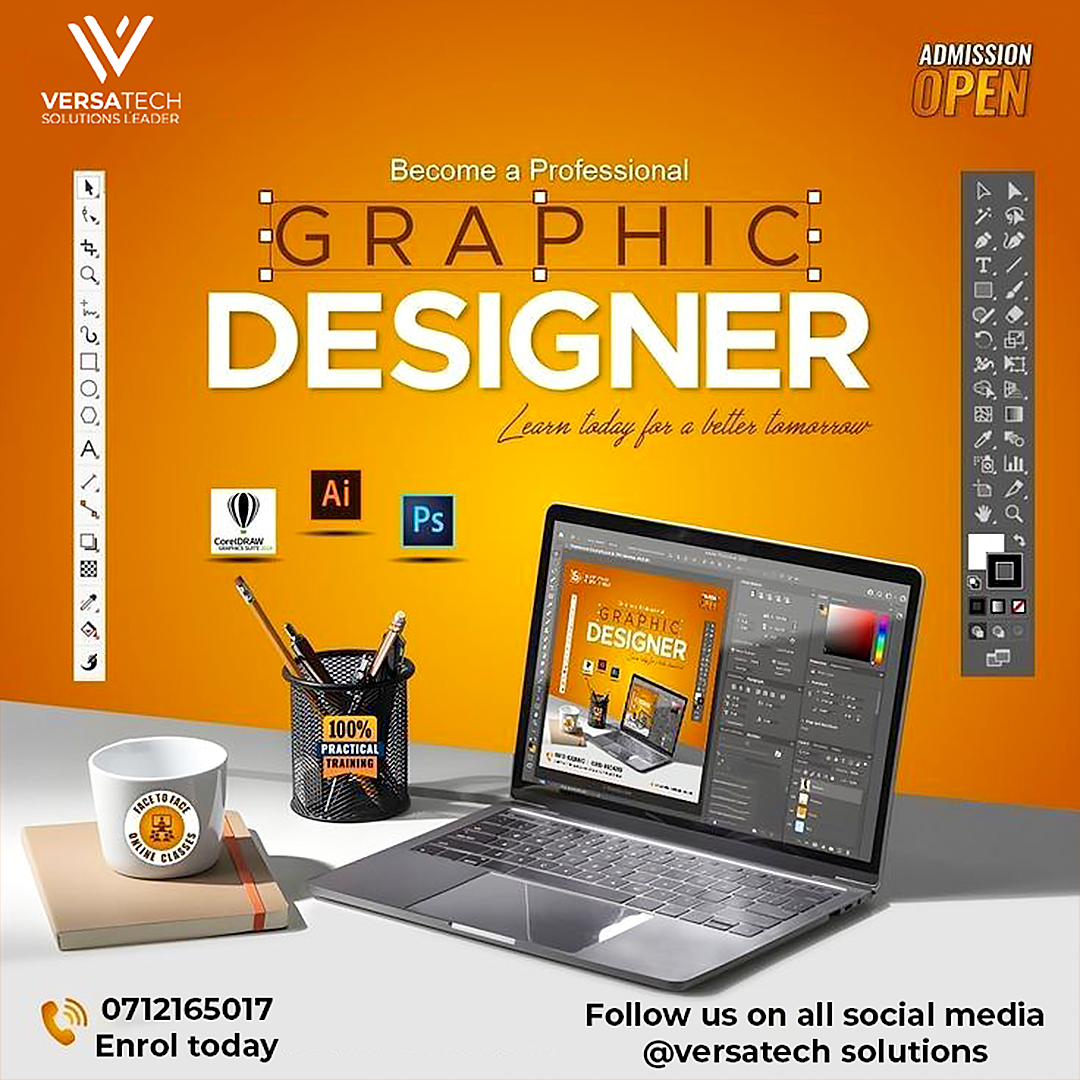 VERSATECH
SOLUTIONS LEADER
ADMISSION
OPEN
Become a Professional
GRAPHIC
DESIGNER
Learn today for a better tomorrow
CorelDRAW
GRAPHICS SUITE
Ai
Ps
GRAPHIC
DESIGNER
100%
PRACTICAL
TRAINING
FACE TO FACE
ONLINE CLASSES
0712165017
Enrol today
Follow us on all social media
@versatech solutions